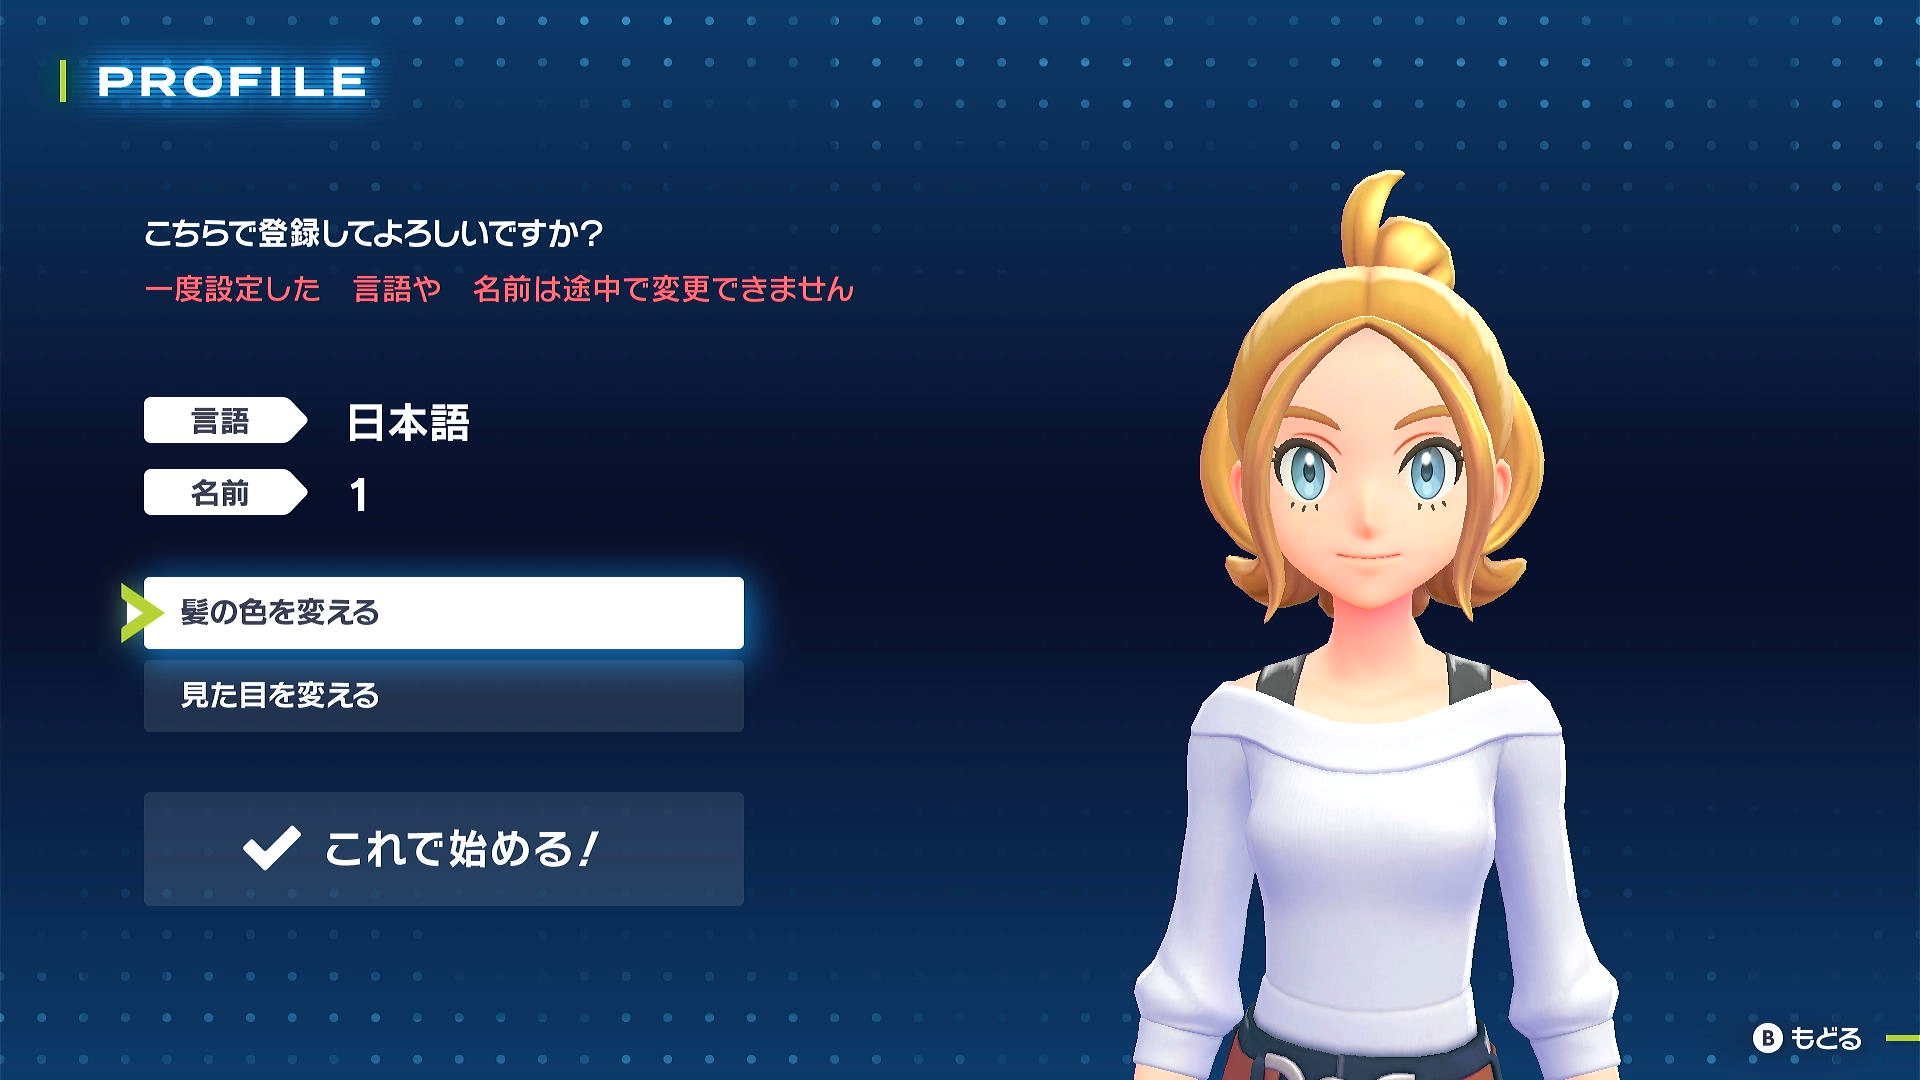 PROFILE
こちらで登録してよろしいですか?
一度設定した　言語や　名前は途中で変更できません
言語 日本語
名前 1
髪の色を変える
見た目を変える
これで始める!
B もどる